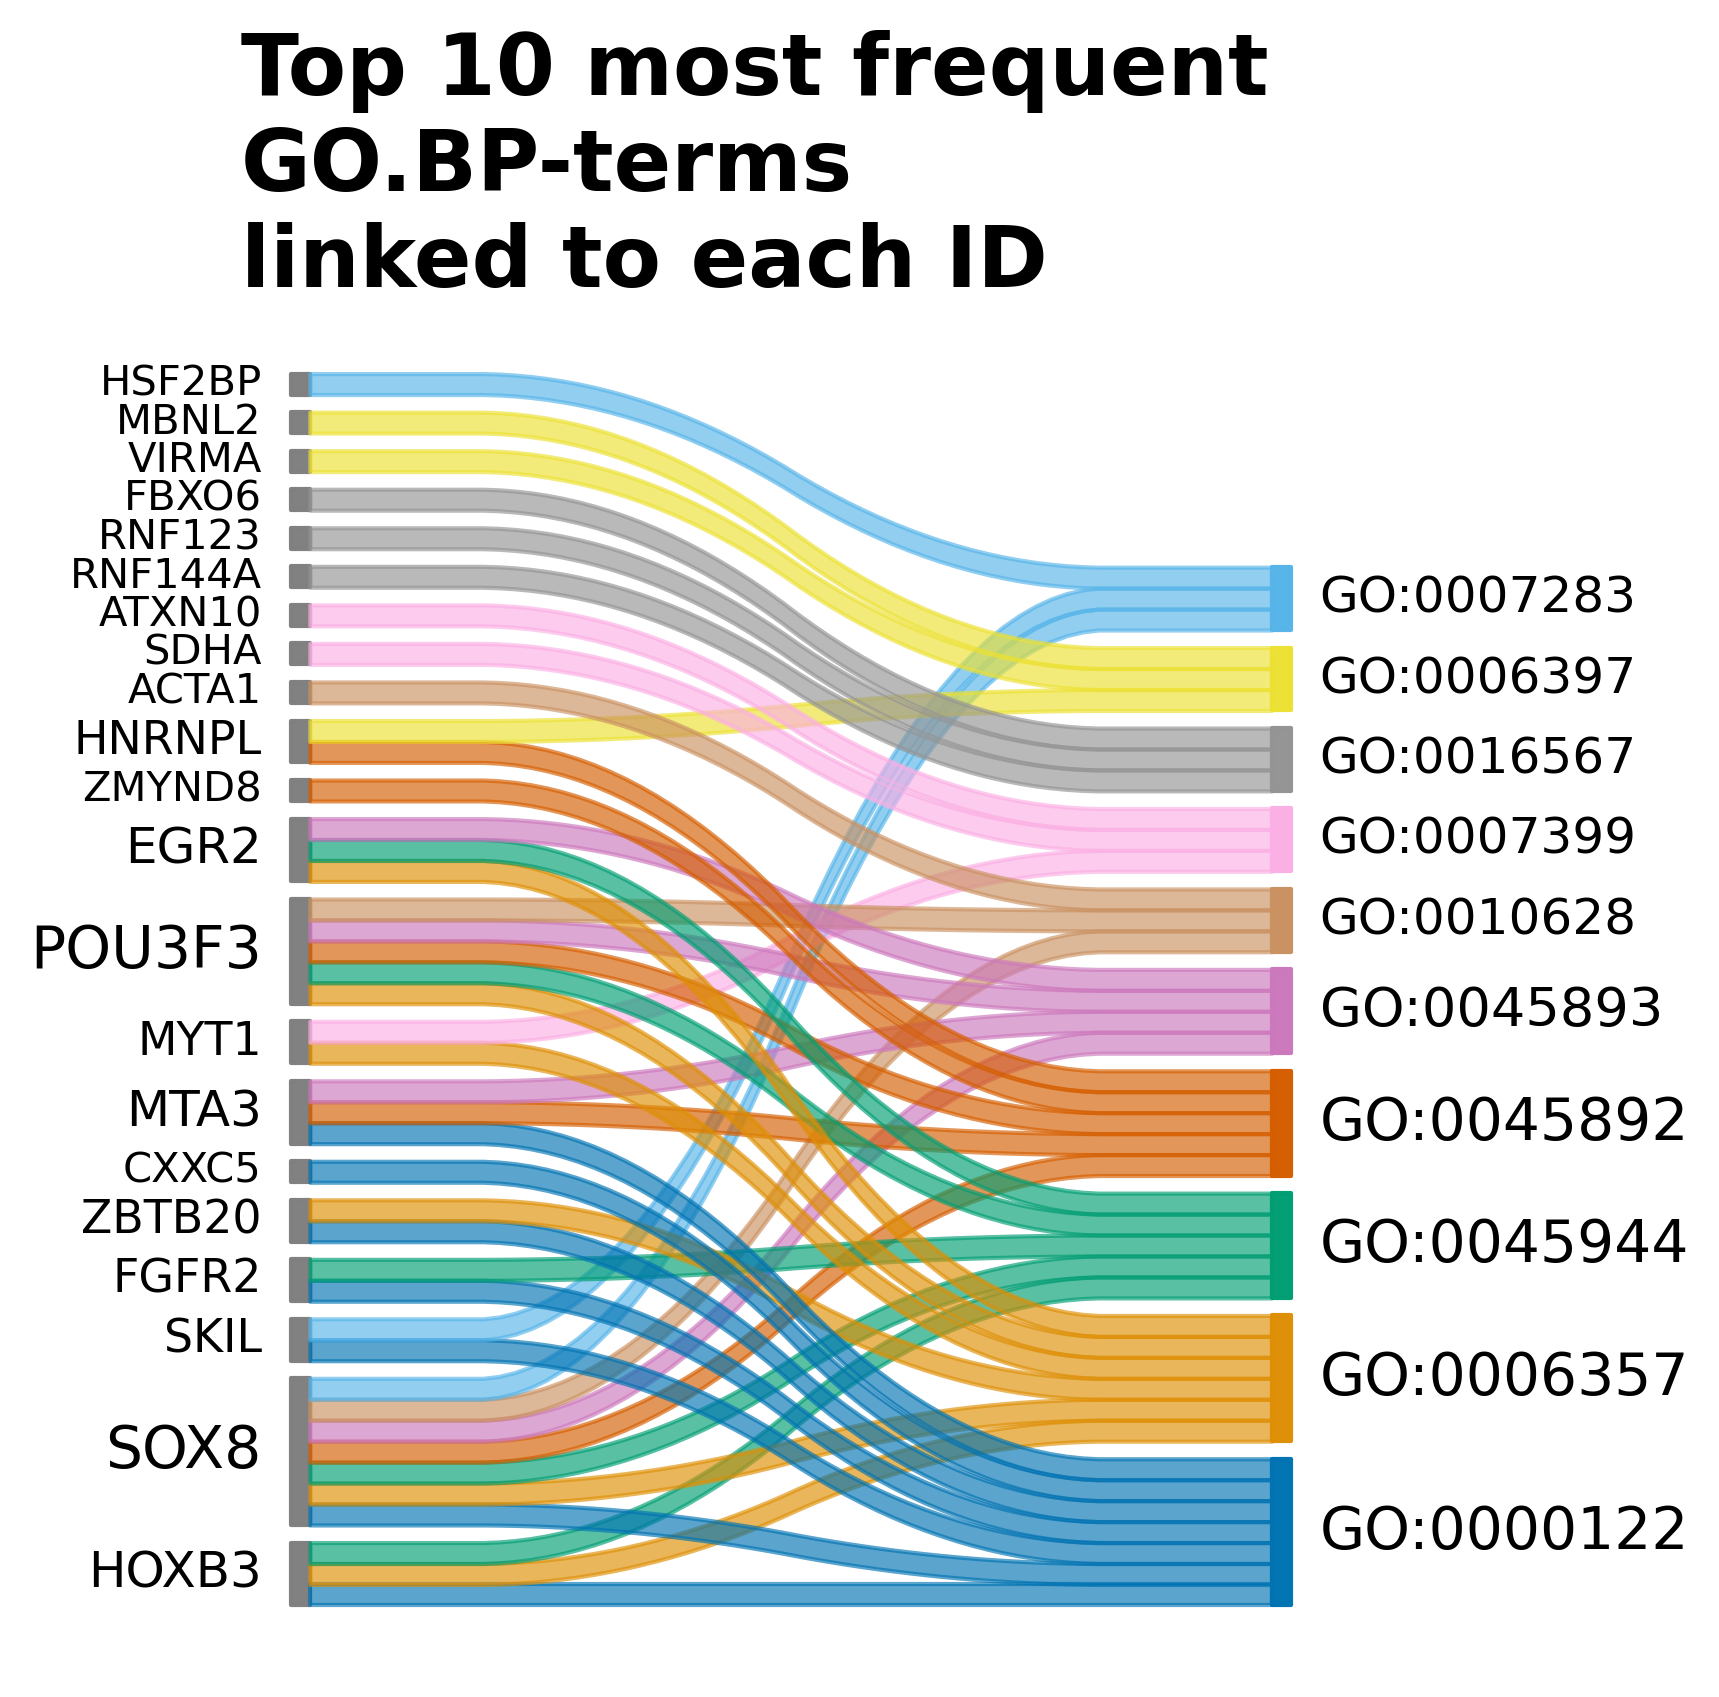 Top 10 most frequent
GO.BP-terms
linked to each ID
HSF2BP
MBNL2
VIRMA
FBXO6
RNF123
RNF144A
ATXN10
SDHA
ACTA1
HNRNPL
ZMYND8
EGR2
POU3F3
MYT1
MTA3
CXXC5
ZBTB20
FGFR2
SKIL
SOX8
HOXB3
GO:0007283
GO:0006397
GO:0016567
GO:0007399
GO:0010628
GO:0045893
GO:0045892
GO:0045944
GO:0006357
GO:0000122